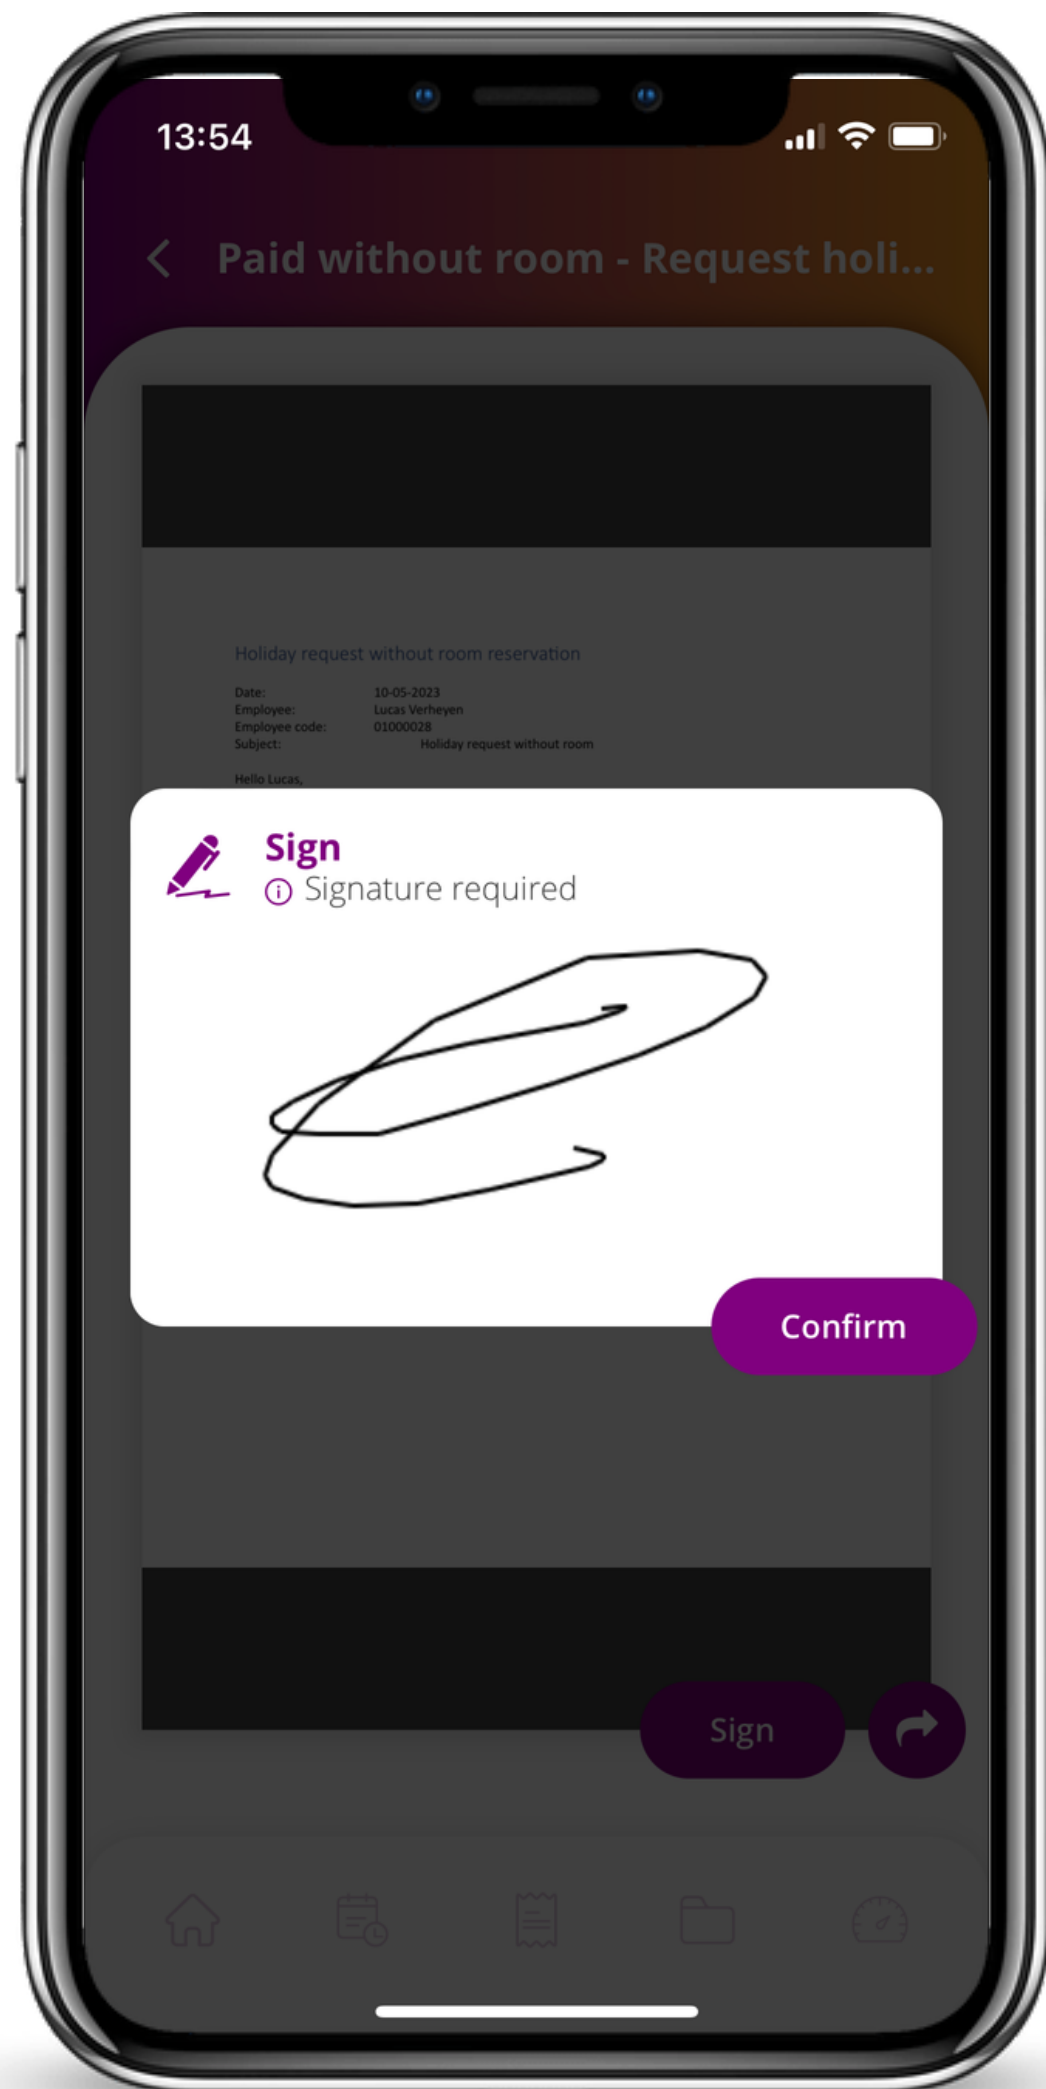 13:54
Paid without room - Request holi...
Holiday request without room reservation
Date: 10-05-2023
Employee: Lucas Verheyen
Employee code: 01000028
Subject: Holiday request without room
Hello Lucas,
Sign
Signature required
Confirm
Sign